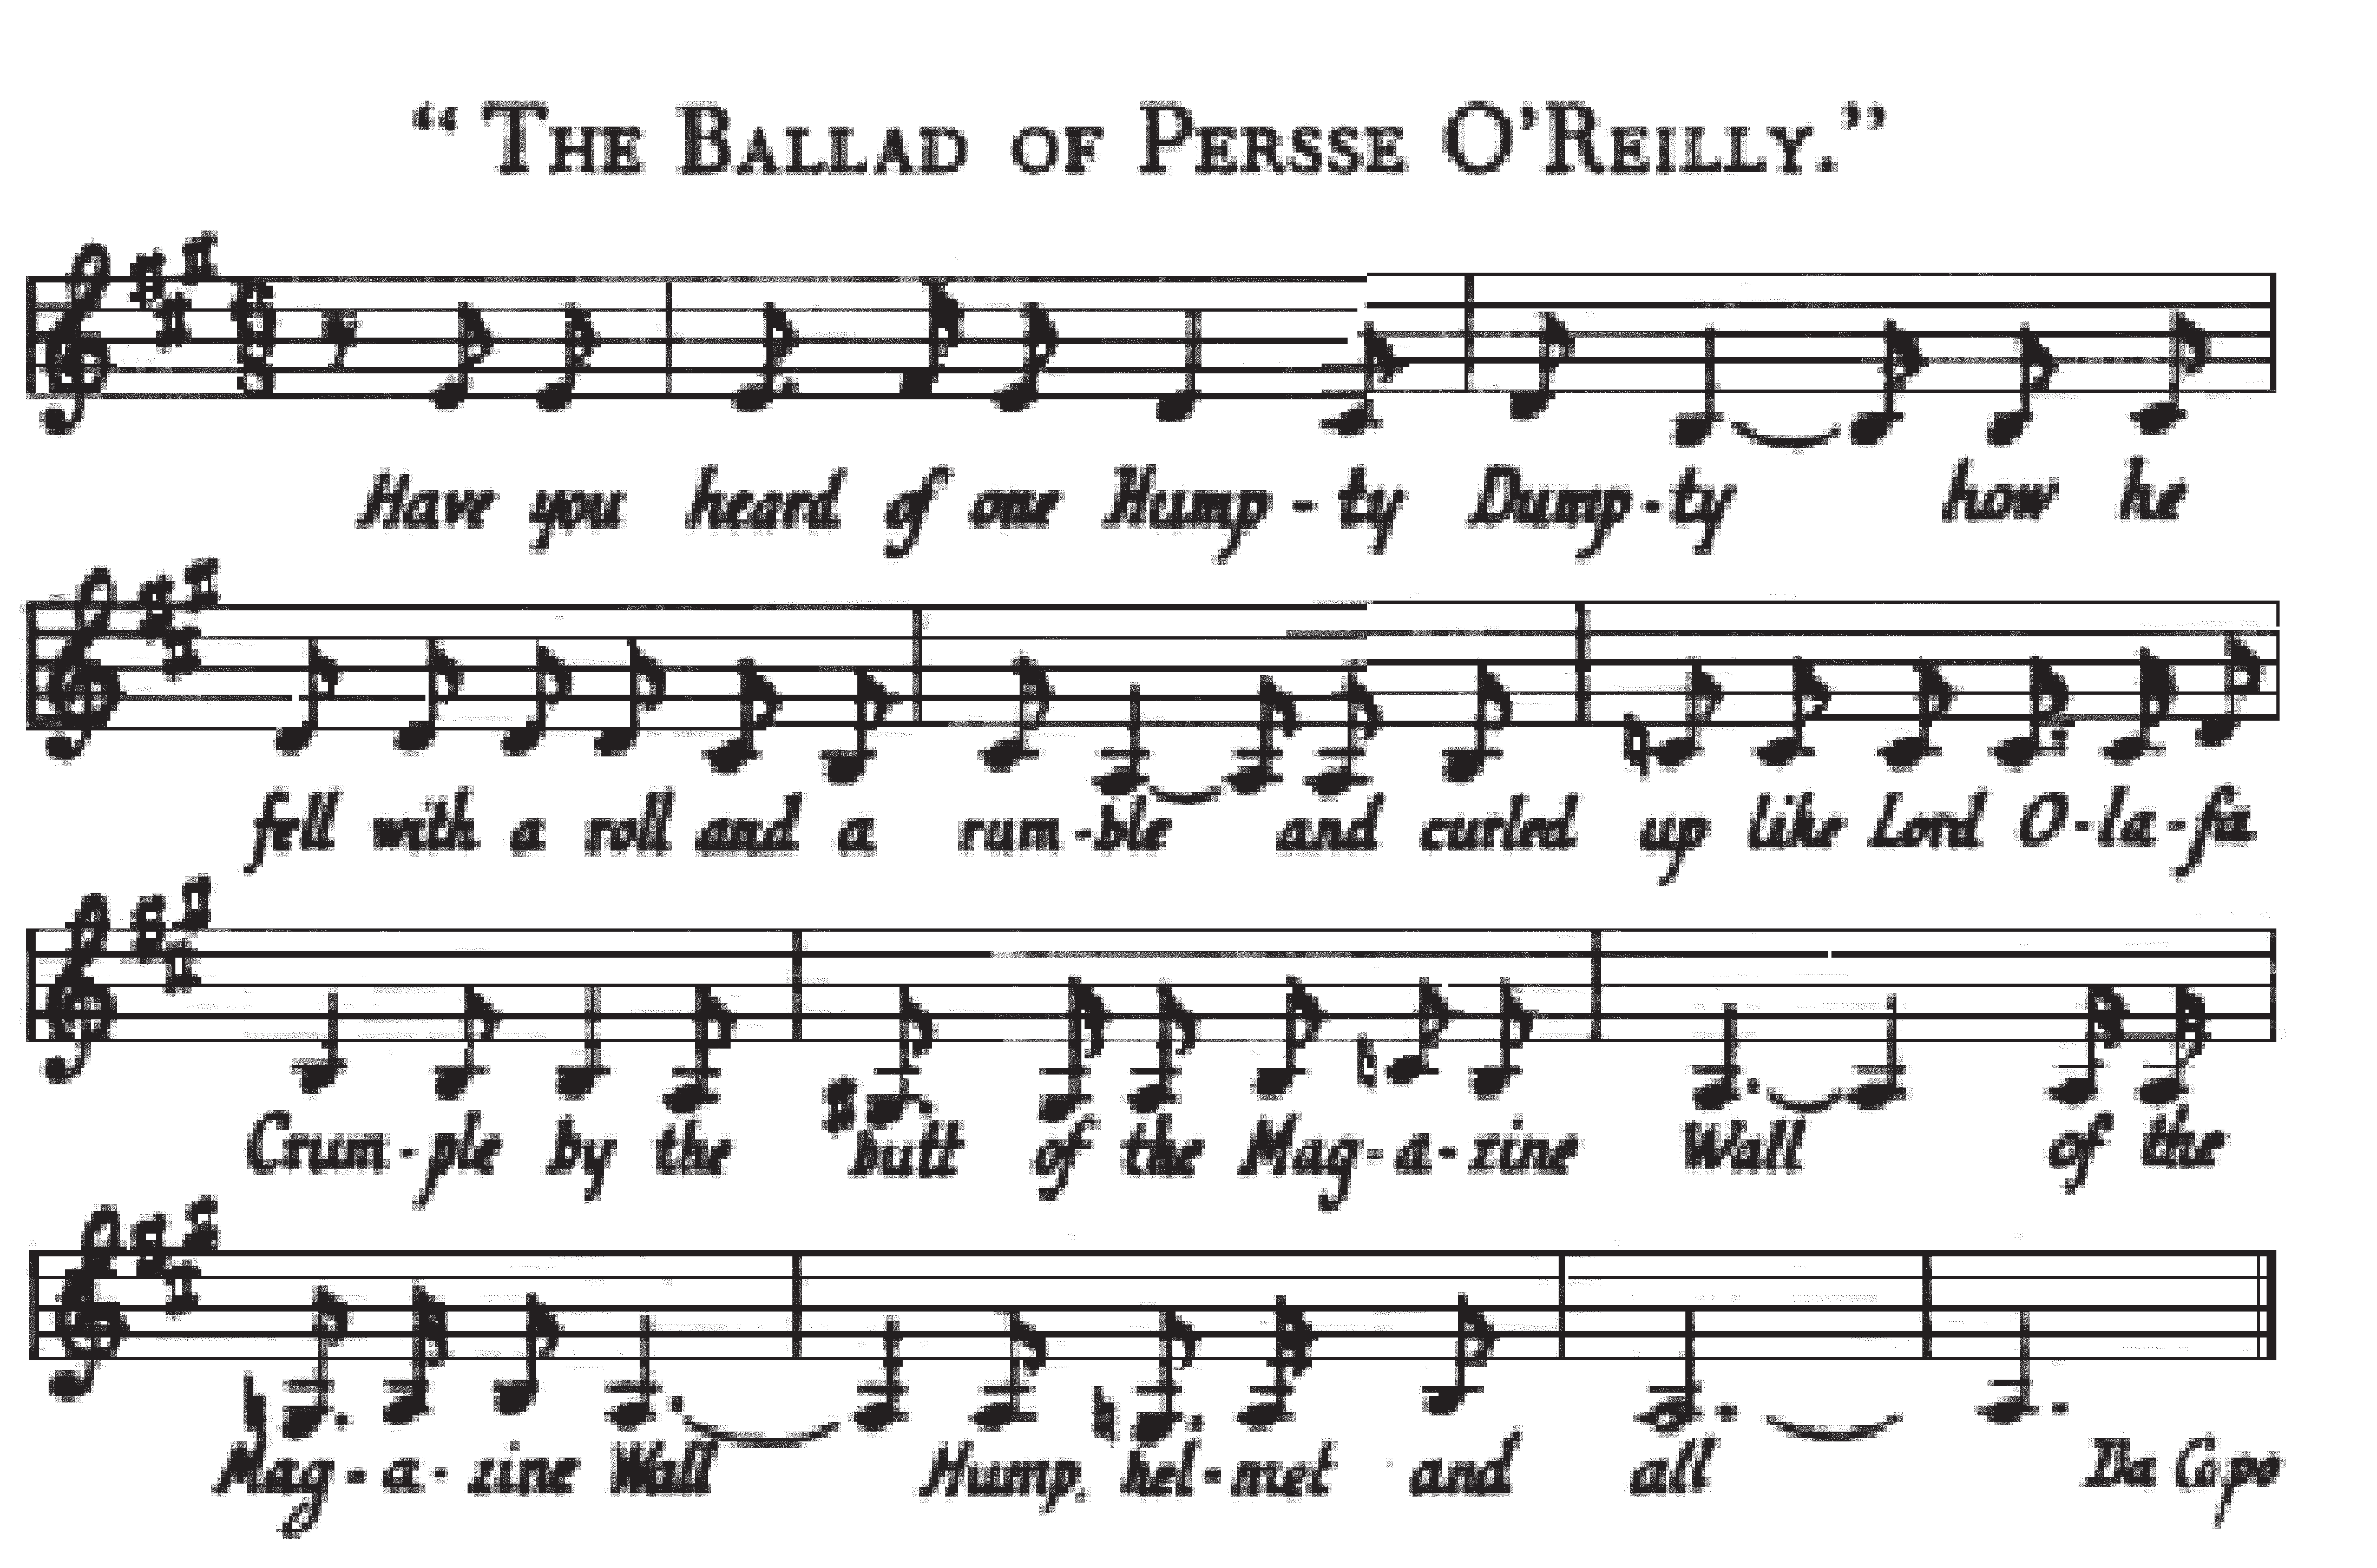 “ THE BALLAD OF PERSSE O’REILLY.”
Have you heard of one Hump - ty Dump - ty how he
fell with a roll and a rum - ble and curled up like Lord O - la - fa
Crum - ple by the butt of the Mag - a - zine Wall of the
Mag - a - zine Wall Hump. hel - met and all Da Capo